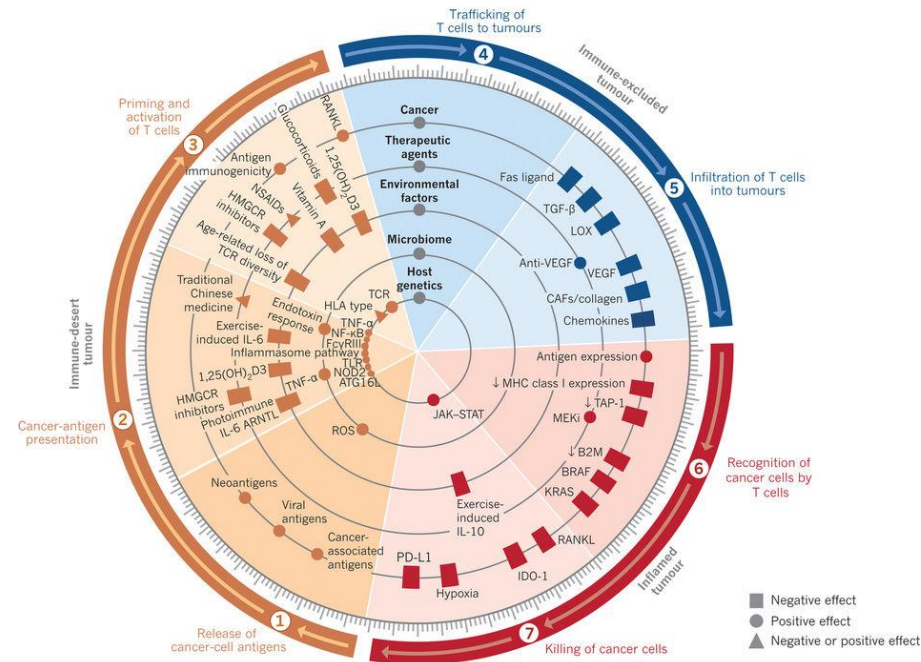 Trafficking of
T cells to tumours
4
Immune-excluded
tumour
Priming and
activation
of T cells
3
RANKL
Glucocorticoids
1,25(OH)₂D3
Antigen
immunogenicity
NSAIDs
HMGCR
inhibitors
Vitamin A
Age-related loss of
TCR diversity
Cancer
Therapeutic
agents
Environmental
factors
Microbiome
Host
genetics
Fas ligand
TGF-β
LOX
Anti-VEGF
VEGF
CAFs/collagen
Chemokines
5
Infiltration of T cells
into tumours
Immune-desert
tumour
Traditional
Chinese
medicine
Endotoxin
response
Exercise-
induced IL-6
1,25(OH)₂D3
HMGCR
inhibitors
Photoimmune
IL-6 ARNTL
TNF-α
TCR
HLA type
TNF-α
NF-κB
FcγRIII
Inflammasome pathway
TLR
NOD2
ATG16L
JAK–STAT
Antigen expression
↓MHC class I expression
↓TAP-1
MEKi
↓B2M
BRAF
KRAS
2
Cancer-antigen
presentation
ROS
Neoantigens
Viral
antigens
Cancer-
associated
antigens
Exercise-
induced
IL-10
PD-L1
Hypoxia
IDO-1
RANKL
6
Recognition of
cancer cells by
T cells
Inflamed
tumour
1
Release of
cancer-cell antigens
7
Killing of cancer cells
Negative effect
Positive effect
Negative or positive effect